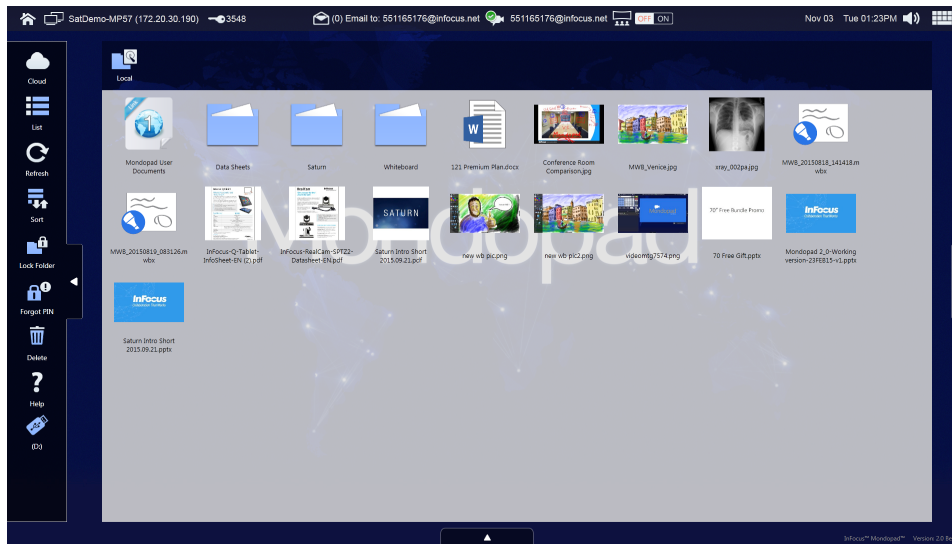 SatDemo-MP57 (172.20.30.190) 3548 (0) Email to: 551165176@infocus.net 551165176@infocus.net OFF ON Nov 03 Tue 01:23PM
Cloud
List
Refresh
Sort
Lock Folder
Forgot PIN
Delete
Help
(D:)
Local
Mondopad
Mondopad User
Documents
Data Sheets
Saturn
Whiteboard
121 Premium Plan.docx
Conference Room
Comparison.jpg
MWB_Venice.jpg
xray_002pa.jpg
MWB_20150818_141418.m
wbx
MWB_20150819_083126.m
wbx
InFocus-Q-Tablet-
InfoSheet-EN (2).pdf
InFocus-RealCam-SPTZ2-
Datasheet-EN.pdf
SATURN
Saturn Intro Short
2015.09.21.pdf
new wb pic.png
new wb pic2.png
videomtg7574.png
70" Free Bundle Promo
70 Free Gift.pptx
InFocus
Mondopad 2_0-Working
version-23FEB15-v1.pptx
InFocus
Saturn Intro Short
2015.09.21.pptx
InFocus™ Mondopad™ Version: 2.0